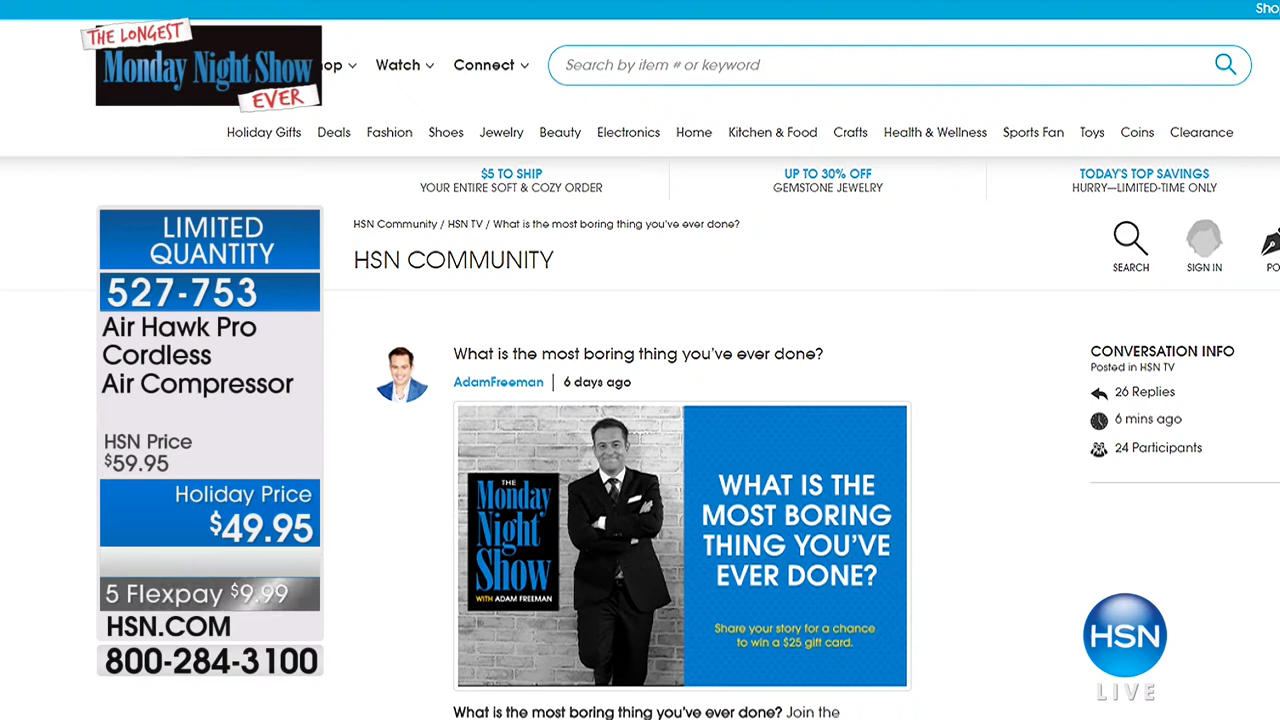 Sho
THE LONGEST
Monday Night Show
EVER
op
Watch
Connect
Search by item # or keyword
Holiday Gifts Deals Fashion Shoes Jewelry Beauty Electronics Home Kitchen & Food Crafts Health & Wellness Sports Fan Toys Coins Clearance
$5 TO SHIP
YOUR ENTIRE SOFT & COZY ORDER
UP TO 30% OFF
GEMSTONE JEWELRY
TODAY'S TOP SAVINGS
HURRY—LIMITED-TIME ONLY
LIMITED
QUANTITY
527-753
Air Hawk Pro
Cordless
Air Compressor
HSN Price
$59.95
Holiday Price
$49.95
5 Flexpay $9.99
HSN.COM
800-284-3100
HSN Community / HSN TV / What is the most boring thing you've ever done?
HSN COMMUNITY
SEARCH
SIGN IN
PO
What is the most boring thing you've ever done?
AdamFreeman | 6 days ago
THE
Monday
Night
Show
WITH ADAM FREEMAN
WHAT IS THE
MOST BORING
THING YOU'VE
EVER DONE?
Share your story for a chance
to win a $25 gift card.
What is the most boring thing you've ever done? Join the
CONVERSATION INFO
Posted in HSN TV
26 Replies
6 mins ago
24 Participants
HSN
LIVE